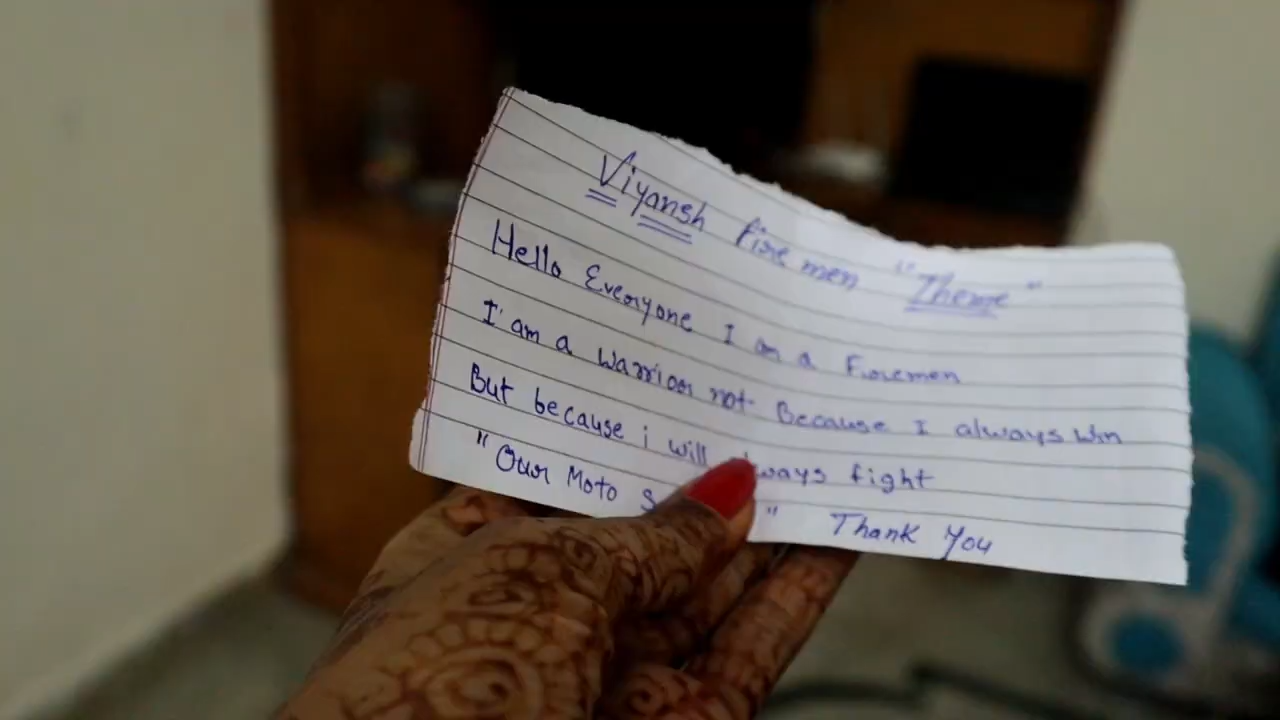 Viyansh fire men "Theme"
Hello Everyone I am a Firemen
I am a warrior not Because I always win
But because i will always fight
"Our Moto " Thank You